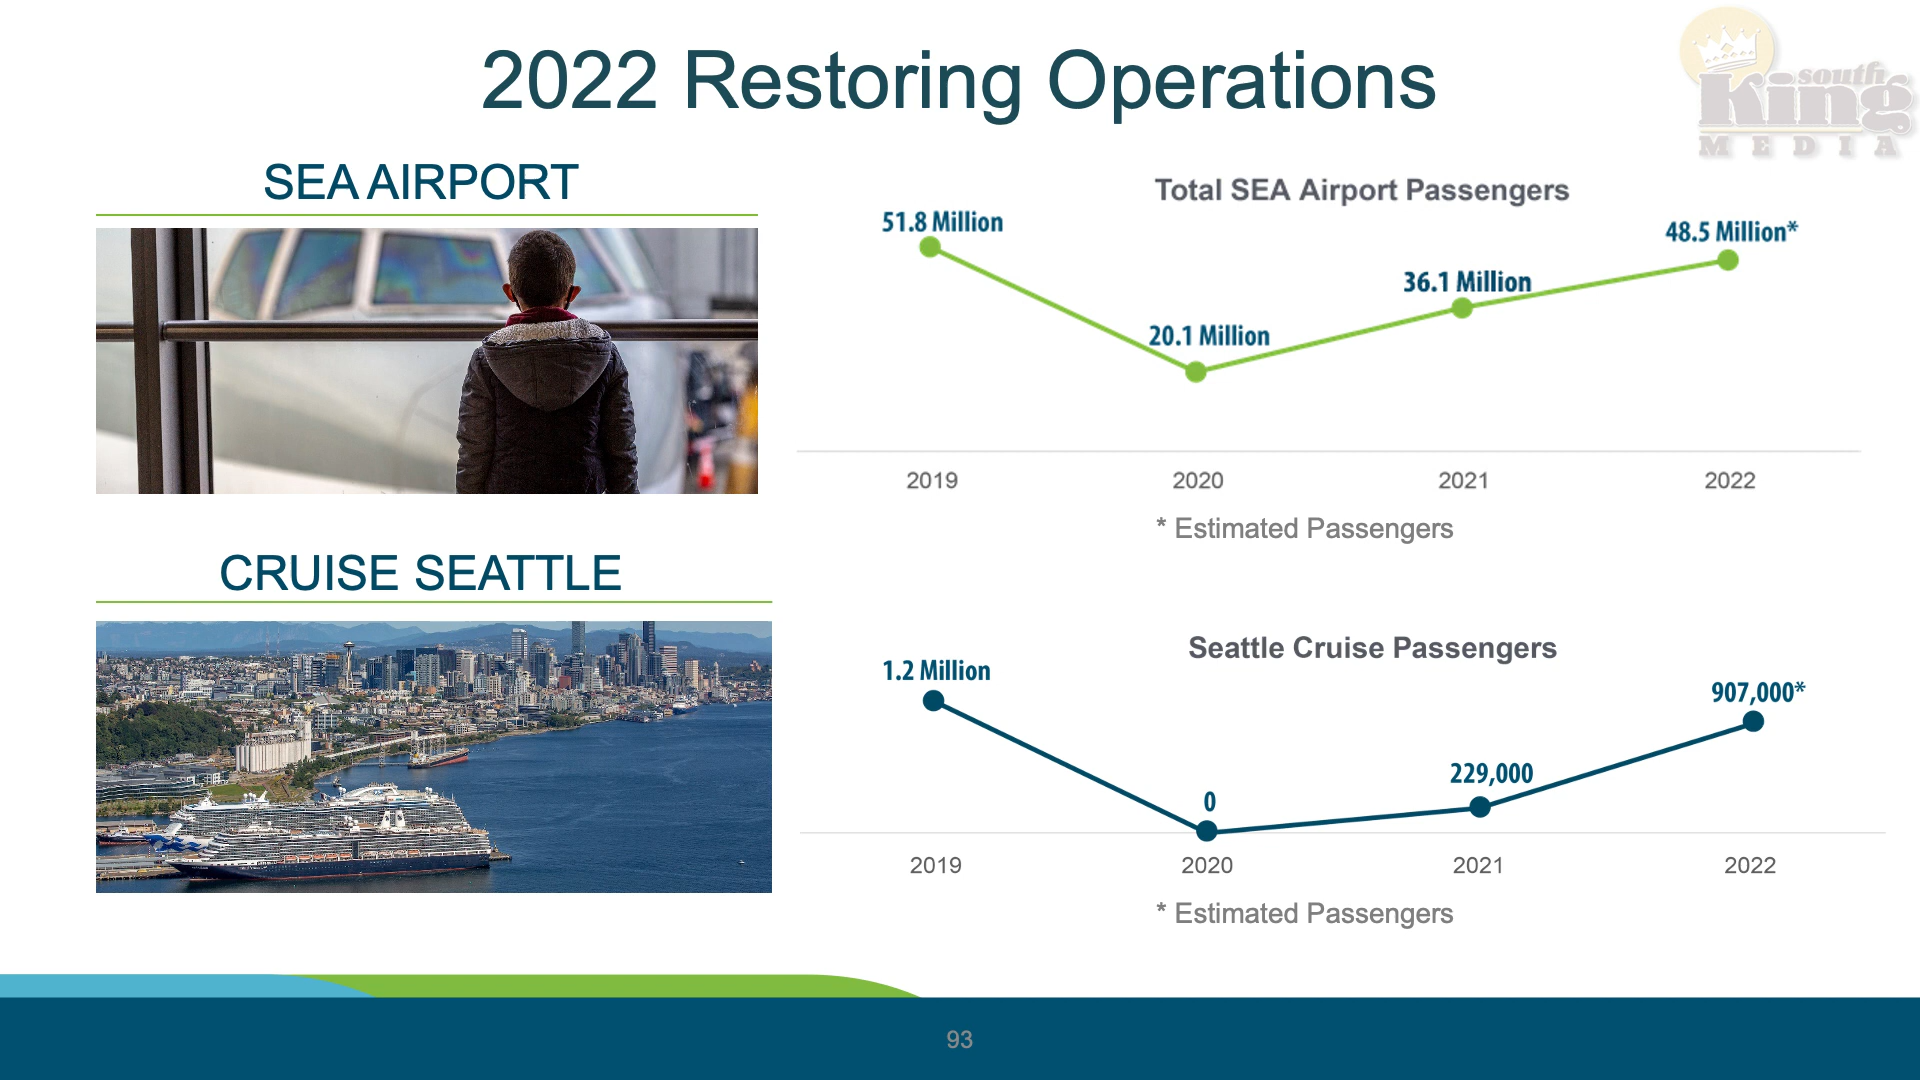 2022 Restoring Operations
south
King
MEDIA
SEA AIRPORT
Total SEA Airport Passengers
51.8 Million
20.1 Million
36.1 Million
48.5 Million*
2019 2020 2021 2022
* Estimated Passengers
CRUISE SEATTLE
Seattle Cruise Passengers
1.2 Million
0
229,000
907,000*
2019 2020 2021 2022
* Estimated Passengers
93